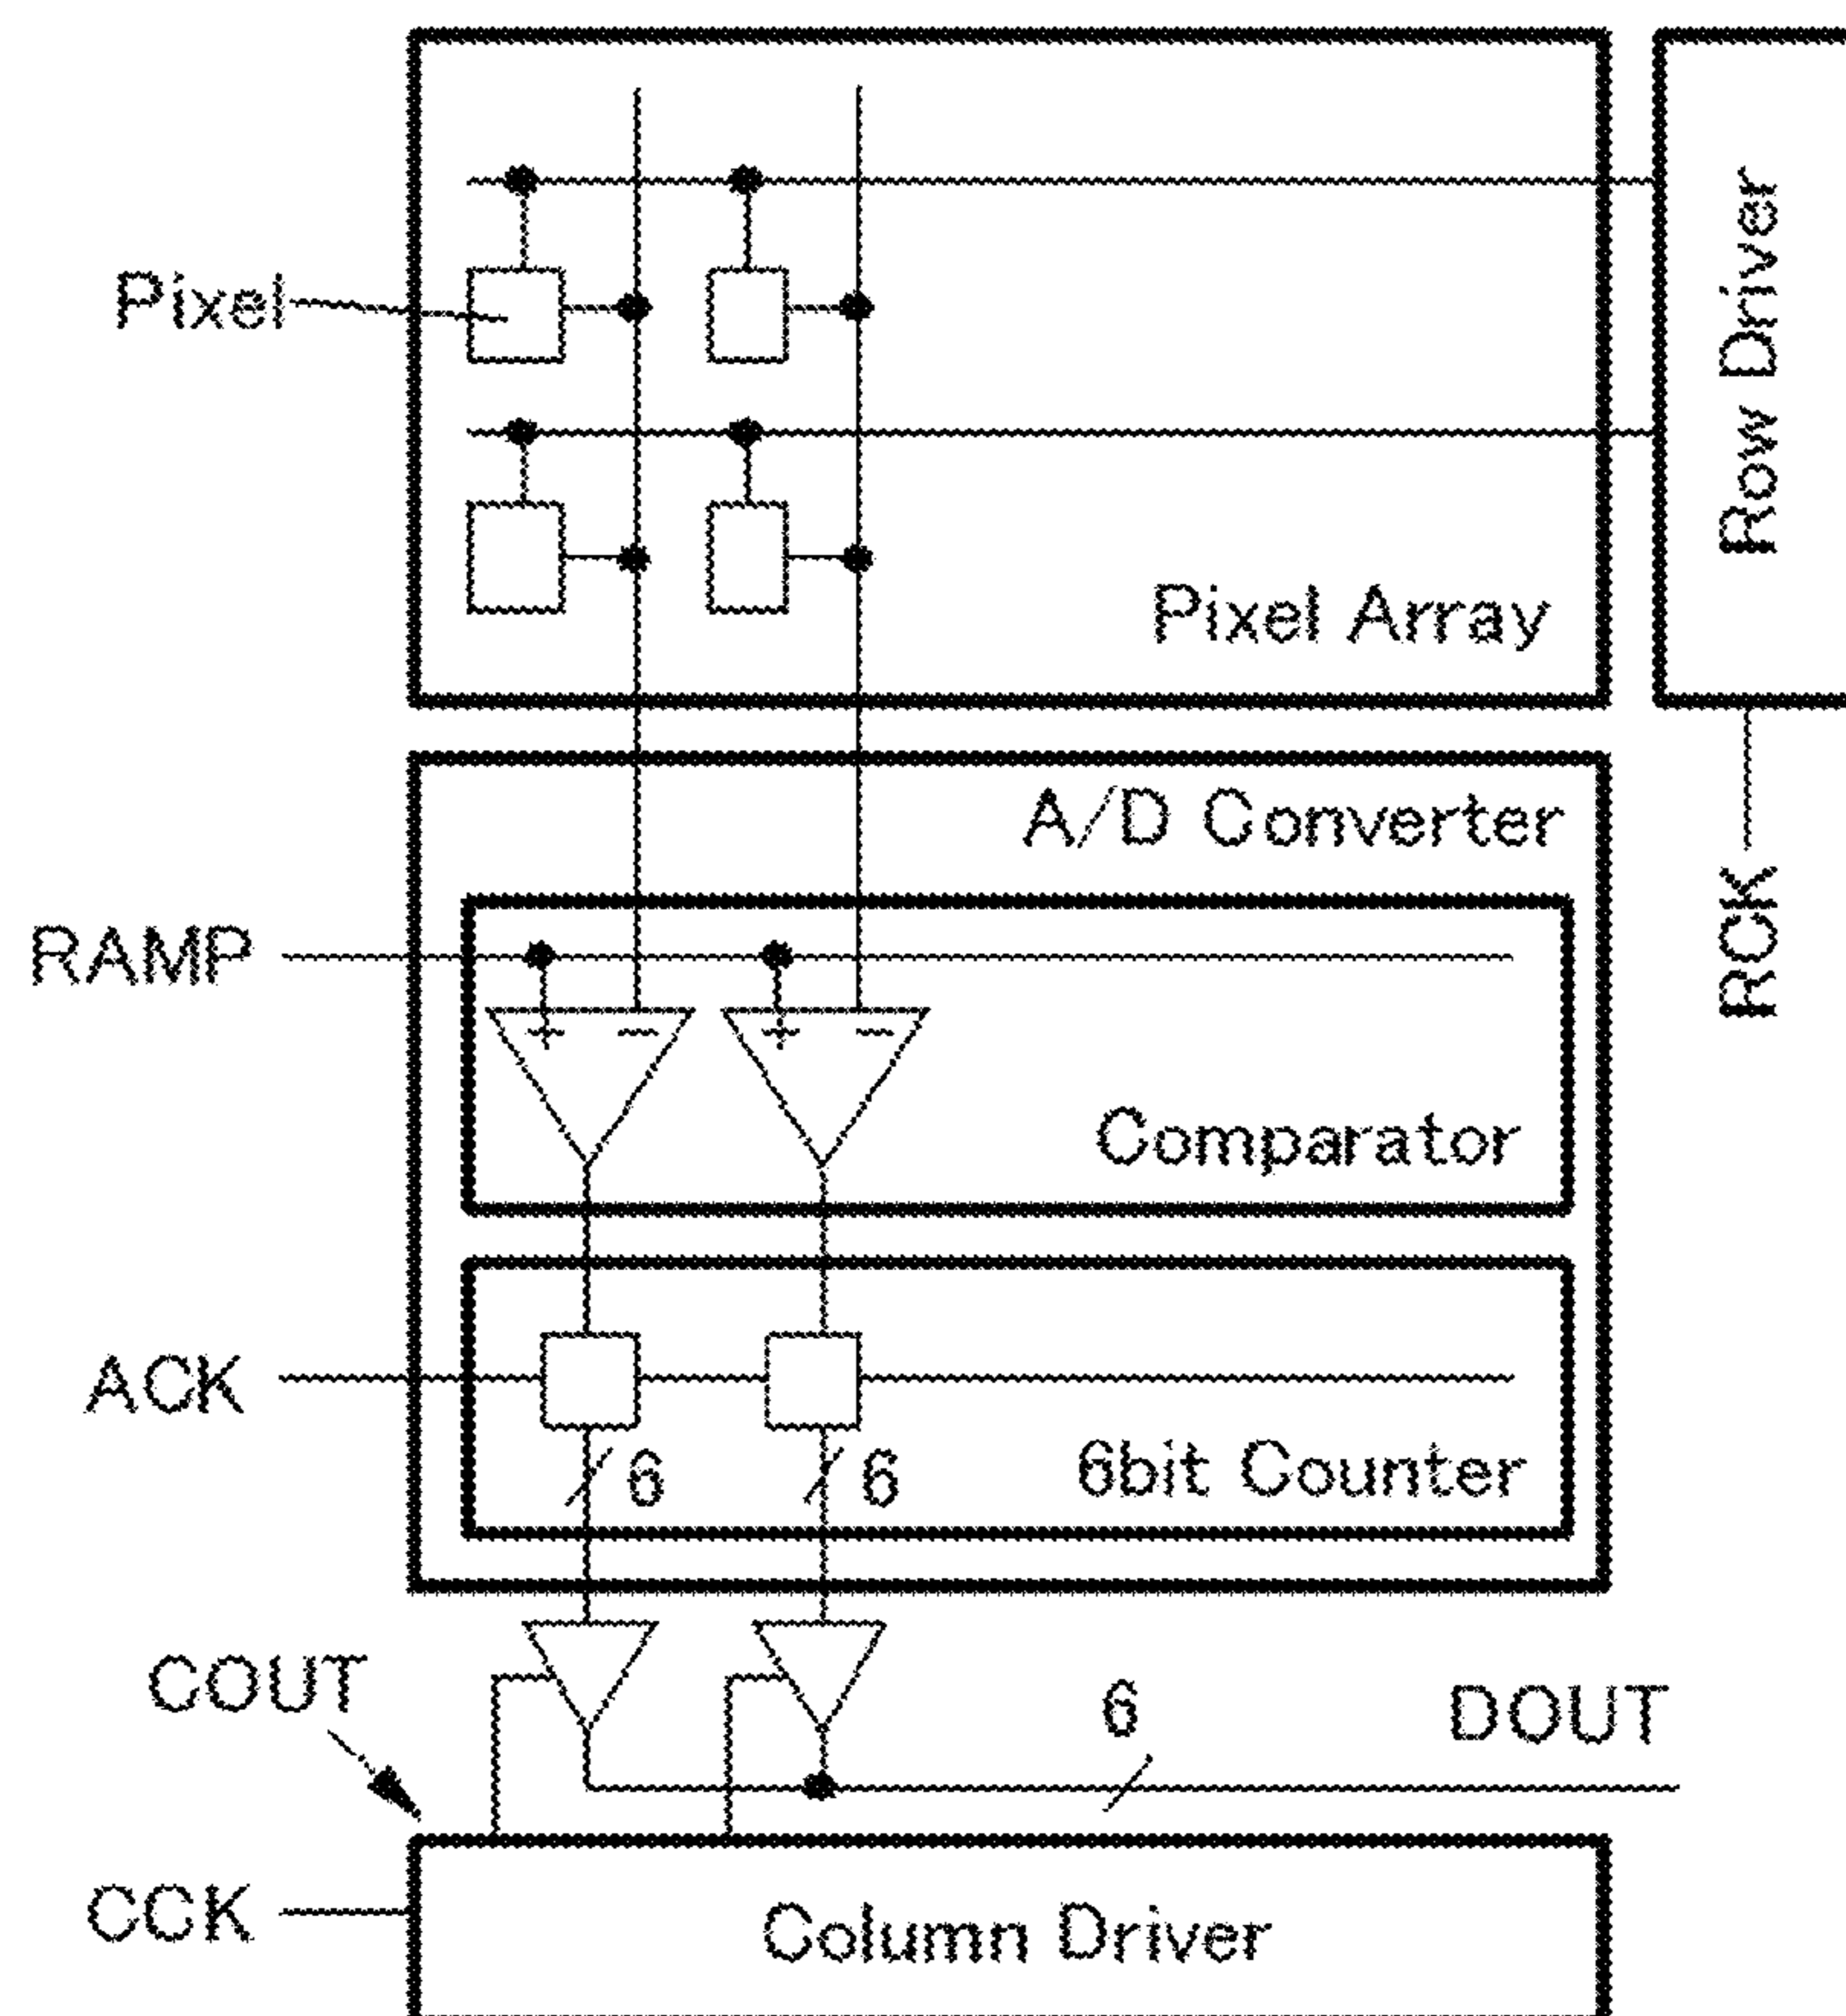 Pixel
Row Driver
Pixel Array
A/D Converter
RAMP
RCK
+ −
+ −
Comparator
ACK
6
6
6bit Counter
COUT
6
DOUT
CCK
Column Driver